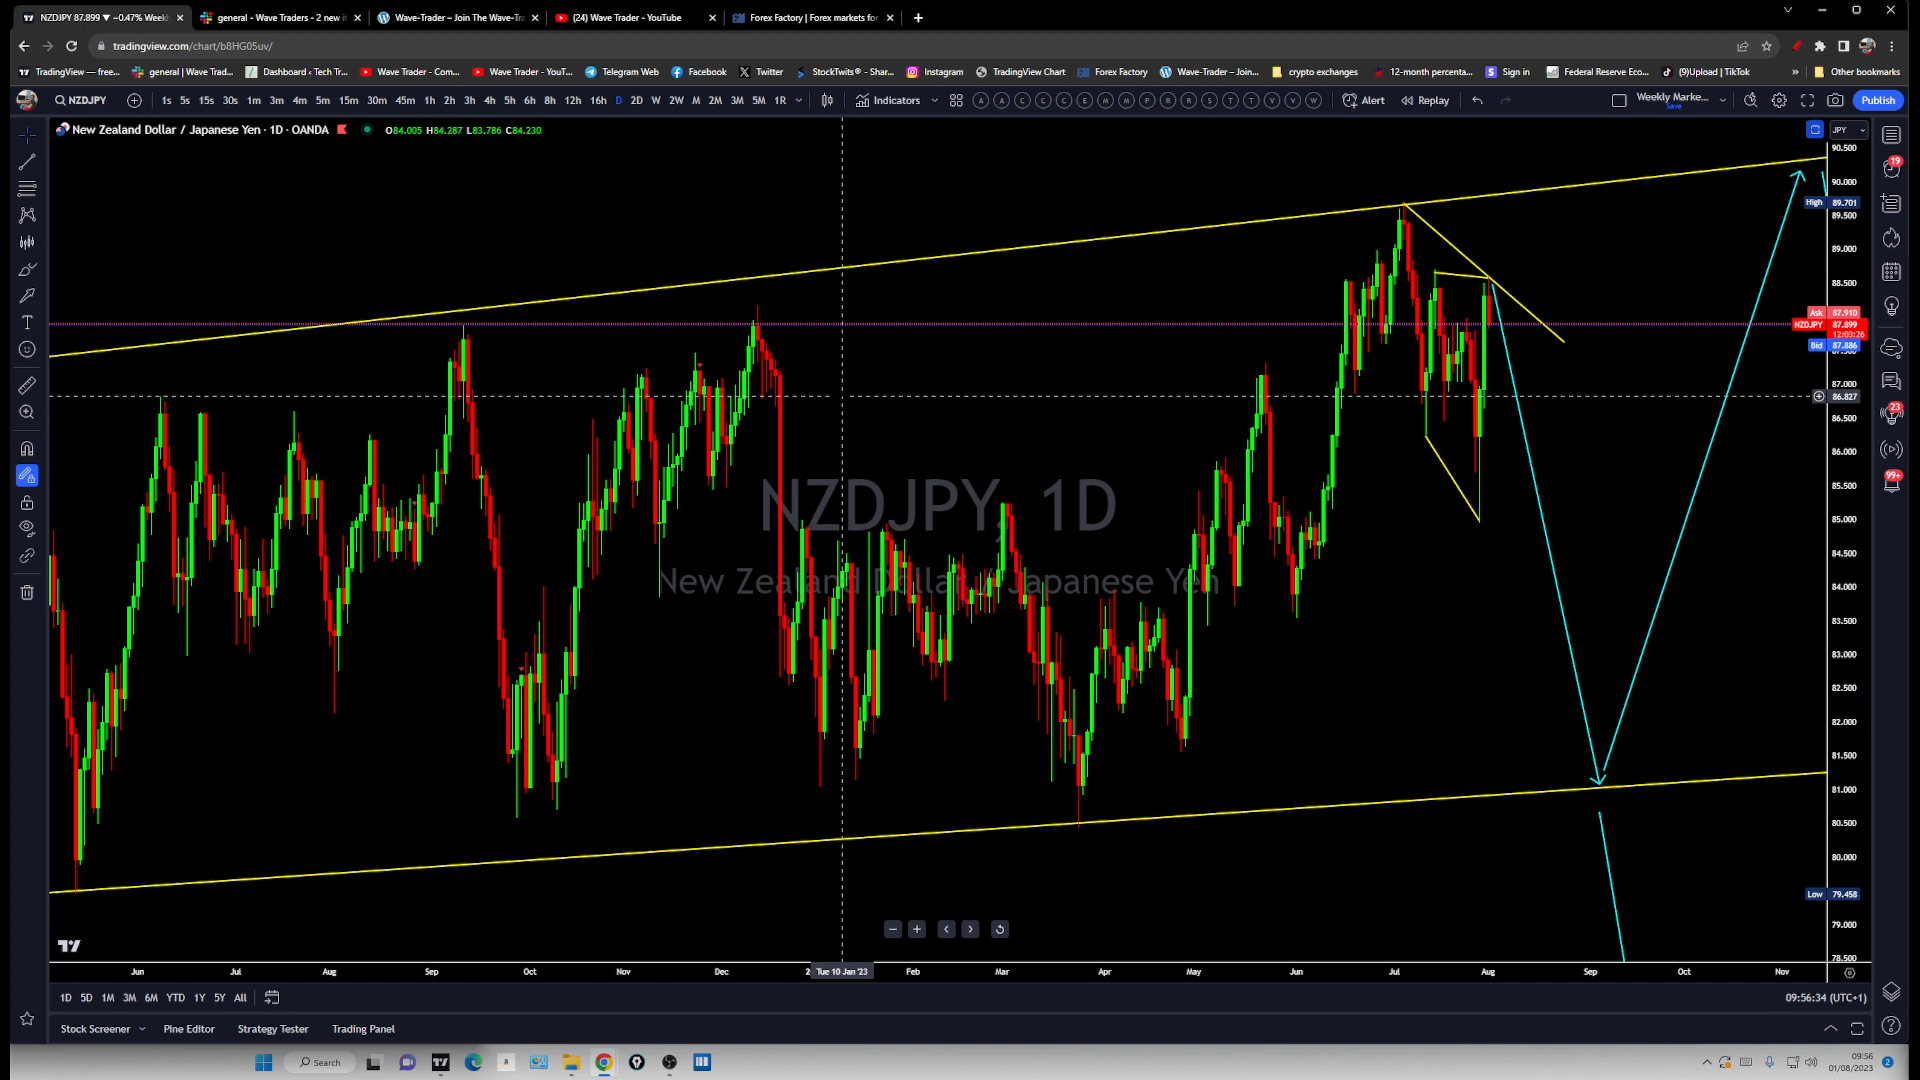 NZDJPY 87.899 ▼ −0.47% Weekl
general - Wave Traders - 2 new i
Wave-Trader – Join The Wave-Tra
(24) Wave Trader - YouTube
Forex Factory | Forex markets for
tradingview.com/chart/b8HG05uv/
TradingView — free...
general | Wave Trad...
Dashboard ‹ Tech Tr...
Wave Trader - Com...
Wave Trader - YouT...
Telegram Web
Facebook
Twitter
StockTwits® - Shar...
Instagram
TradingView Chart
Forex Factory
Wave-Trader – Join...
crypto exchanges
12-month percenta...
Sign in
Federal Reserve Eco...
(9)Upload | TikTok
Other bookmarks
NZDJPY
1s 5s 15s 30s 1m 3m 4m 5m 15m 30m 45m 1h 2h 3h 4h 5h 6h 8h 12h 16h D 2D W 2W M 2M 3M 5M 1R
Indicators
A A C C C E M M P R R S T T V V W
Alert
Replay
Weekly Marke...
Save
Publish
New Zealand Dollar / Japanese Yen · 1D · OANDA
O84.005 H84.287 L83.786 C84.230
JPY
90.500
90.000
High 89.701
89.500
89.000
88.500
Ask 87.910
NZDJPY 87.899
12:03:26
Bid 87.886
87.000
86.827
86.500
86.000
85.500
85.000
84.500
84.000
83.500
83.000
82.500
82.000
81.500
81.000
80.500
80.000
Low 79.458
79.000
78.500
19
23
99+
NZDJPY, 1D
New Zealand Dollar / Japanese Yen
Jun Jul Aug Sep Oct Nov Dec Tue 10 Jan '23 Feb Mar Apr May Jun Jul Aug Sep Oct Nov
1D 5D 1M 3M 6M YTD 1Y 5Y All
09:56:34 (UTC+1)
Stock Screener
Pine Editor
Strategy Tester
Trading Panel
Search
09:56
01/08/2023
2